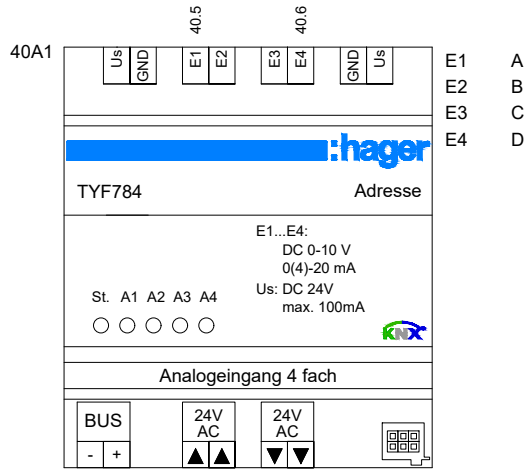 40.5 40.6
40A1 Us GND E1 E2 E3 E4 GND Us
E1 A
E2 B
E3 C
E4 D
:hager
TYF784 Adresse
E1...E4:
DC 0-10 V
0(4)-20 mA
Us: DC 24V
max. 100mA
St. A1 A2 A3 A4
KNX
Analogeingang 4 fach
BUS 24V AC 24V AC
- +